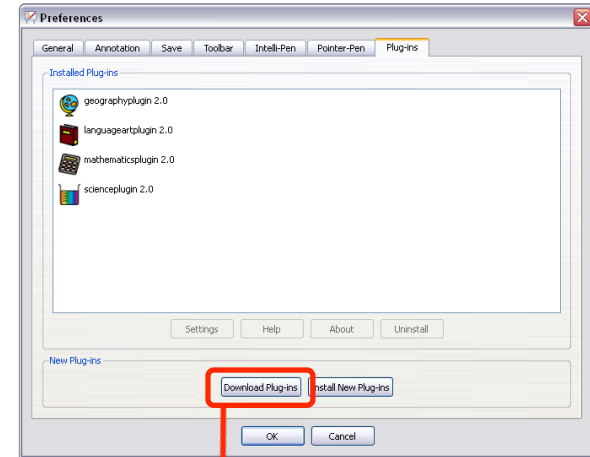 Preferences
General Annotation Save Toolbar Intelli-Pen Pointer-Pen Plug-ins
Installed Plug-ins
geographyplugin 2.0
languageartplugin 2.0
mathematicsplugin 2.0
scienceplugin 2.0
Settings Help About Uninstall
New Plug-ins
Download Plug-ins Install New Plug-ins
OK Cancel